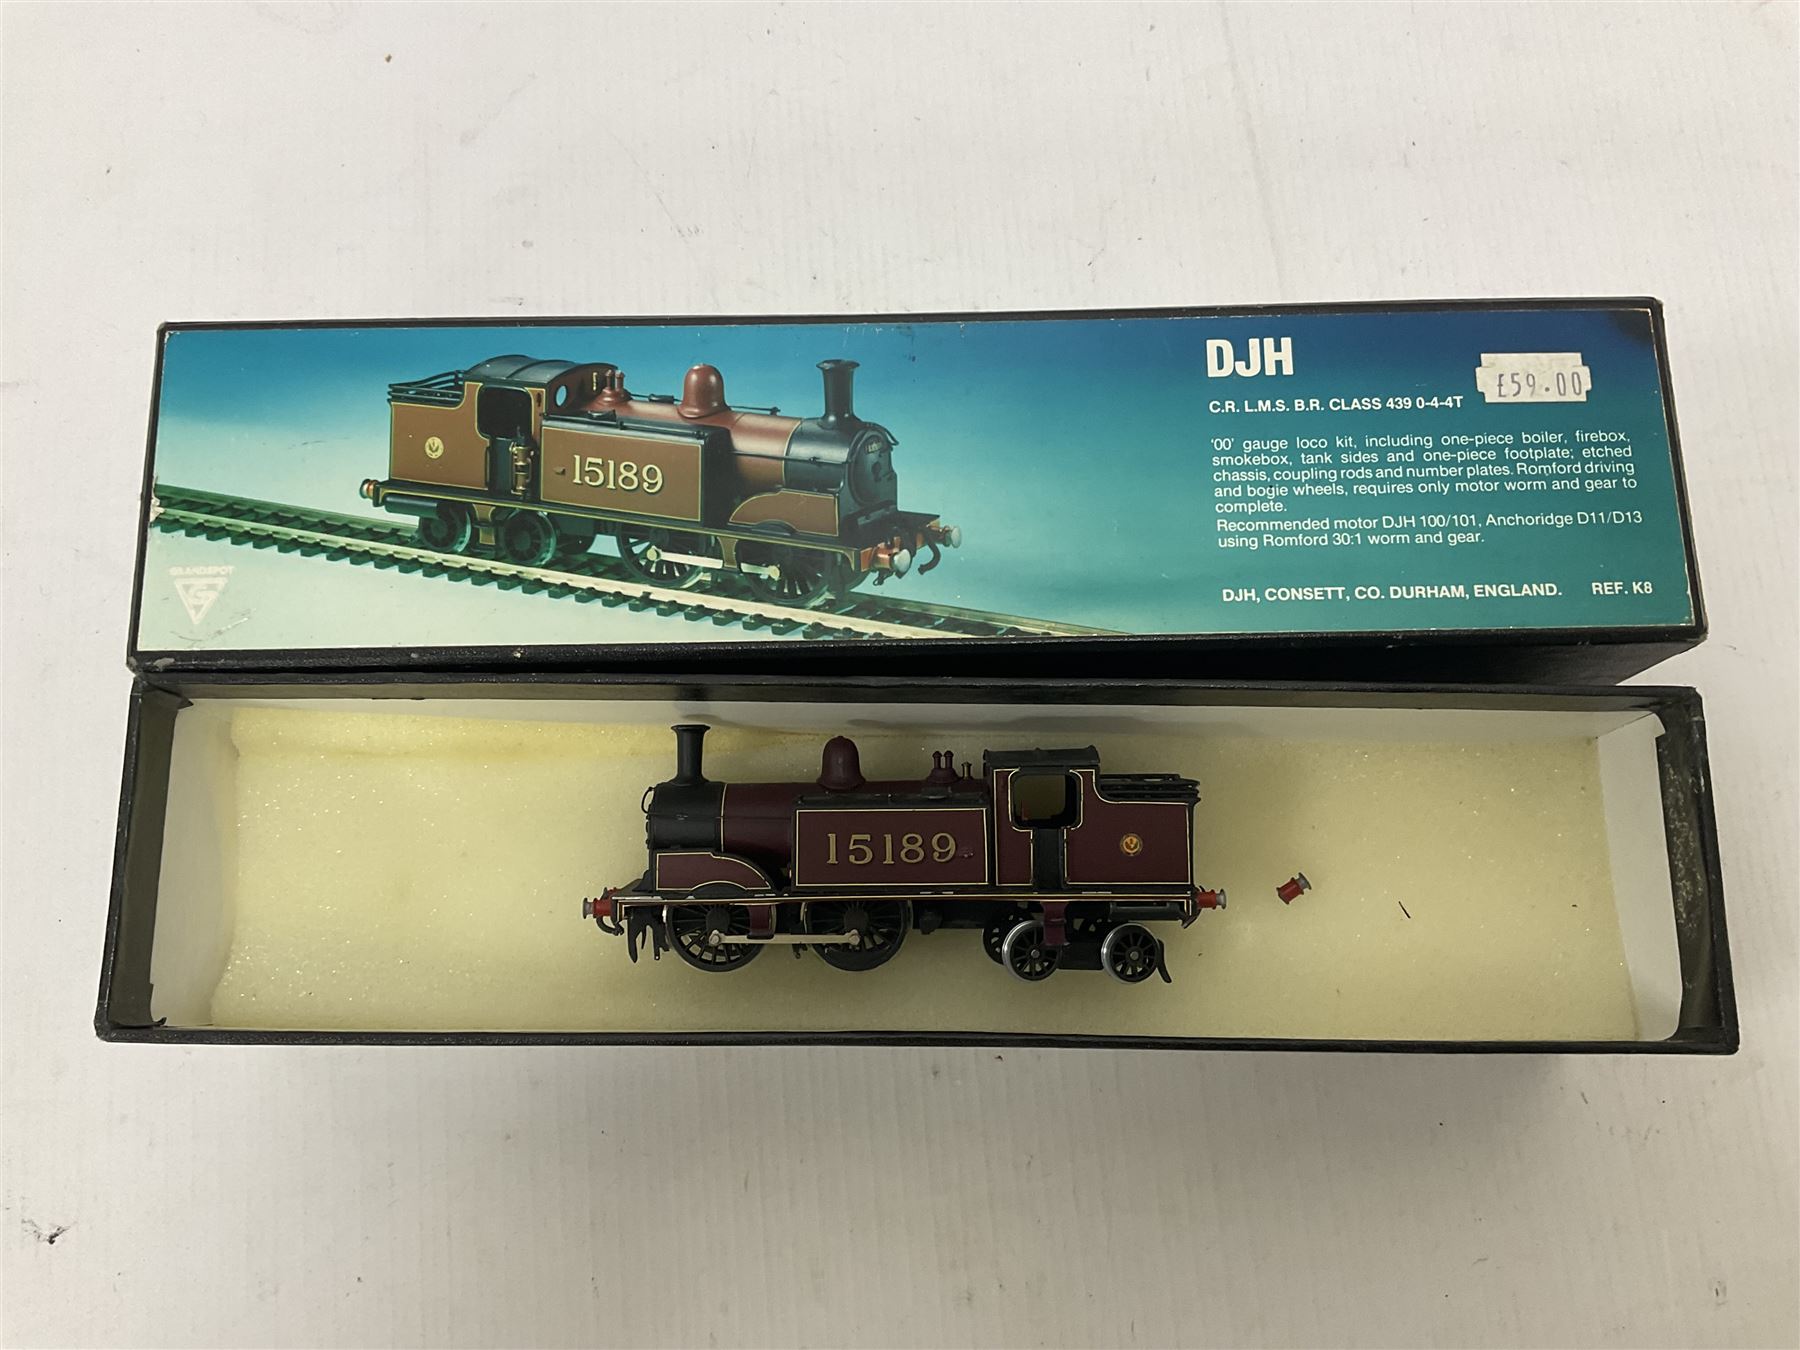 DJH
£59.00
C.R. L.M.S. B.R. CLASS 439 0-4-4T
'00' gauge loco kit, including one-piece boiler, firebox,
smokebox, tank sides and one-piece footplate; etched
chassis, coupling rods and number plates. Romford driving
and bogie wheels, requires only motor worm and gear to
complete.
Recommended motor DJH 100/101, Anchoridge D11/D13
using Romford 30:1 worm and gear.
DJH, CONSETT, CO. DURHAM, ENGLAND. REF. K8
15189
GRANDSPOT
15189